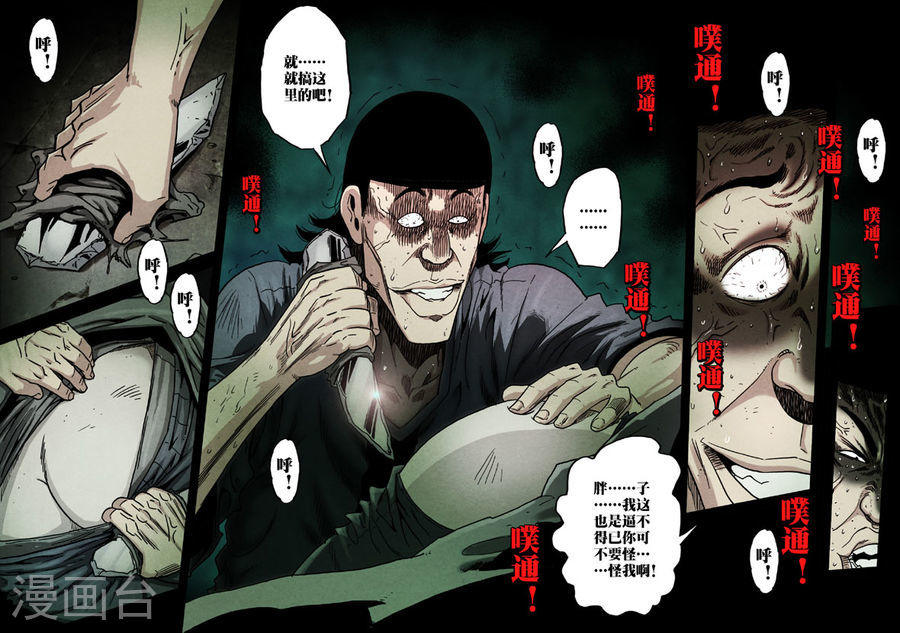 呼！
呼！
呼！
就……
就搞这
里的吧！
噗通！
呼！
呼！
……
……
噗通！
噗通！
胖……子
……我这
也是逼不
得已你可
不要怪…
…怪我啊！
噗通！
噗通！
呼！
噗通！
呼！
噗通！
噗通！
噗通！
噗通！
呼！
漫画台